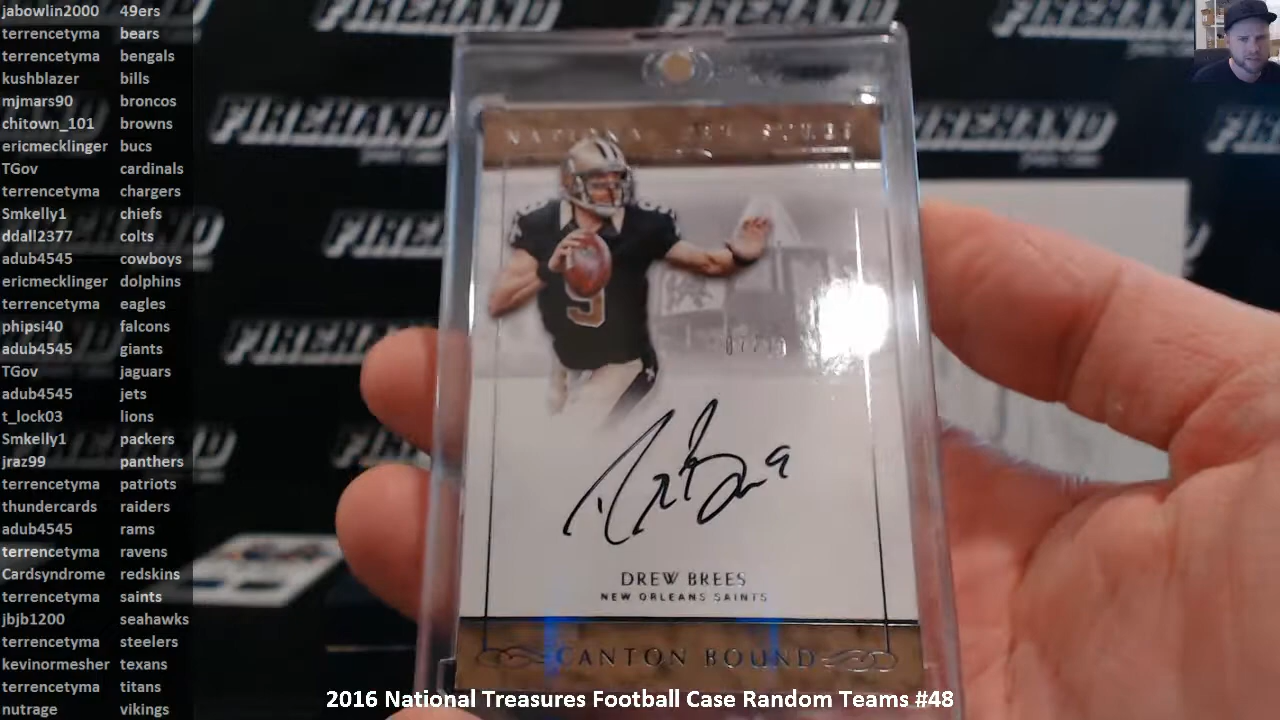 jabowlin2000 49ers
terrencetyma bears
terrencetyma bengals
kushblazer bills
mjmars90 broncos
chitown_101 browns
ericmecklinger bucs
TGov cardinals
terrencetyma chargers
Smkelly1 chiefs
ddall2377 colts
adub4545 cowboys
ericmecklinger dolphins
terrencetyma eagles
phipsi40 falcons
adub4545 giants
TGov jaguars
adub4545 jets
t_lock03 lions
Smkelly1 packers
jraz99 panthers
terrencetyma patriots
thundercards raiders
adub4545 rams
terrencetyma ravens
Cardsyndrome redskins
terrencetyma saints
jbjb1200 seahawks
terrencetyma steelers
kevinormesher texans
terrencetyma titans
nutrage vikings
FIREHAND
FIREHAND
FIREHAND
FIREHAND
9
DREW BREES
NEW ORLEANS SAINTS
CANTON BOUND
2016 National Treasures Football Case Random Teams #48